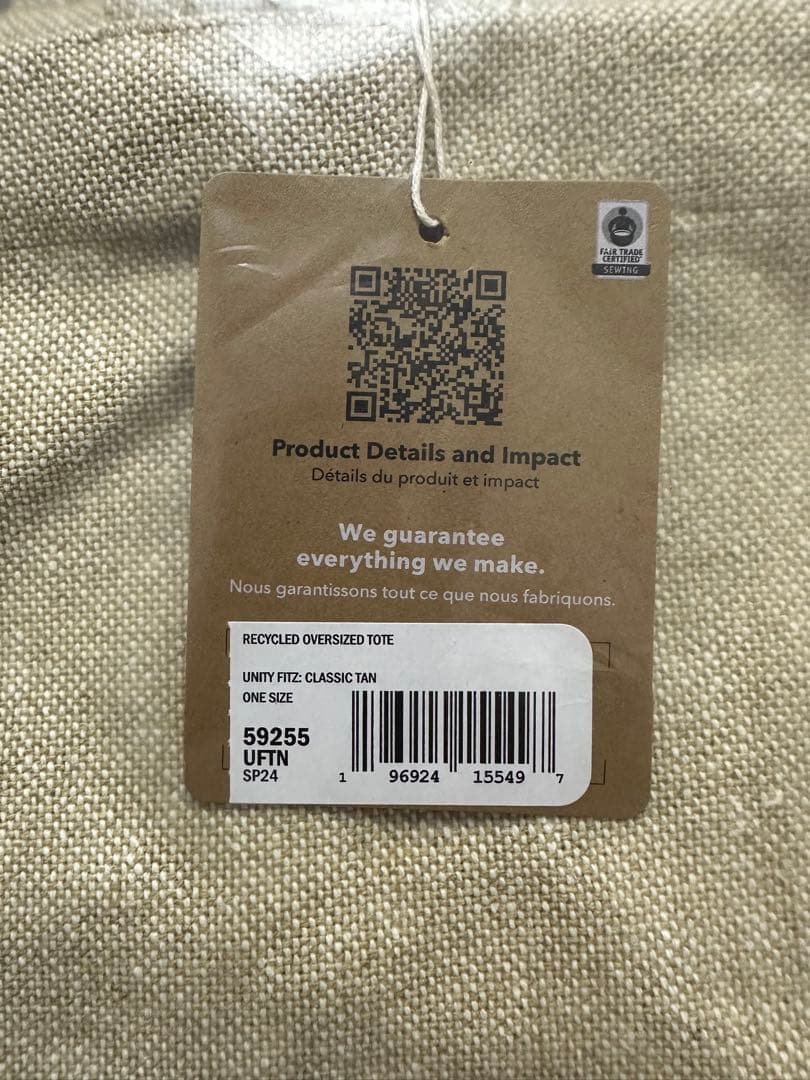 FAIR TRADE
CERTIFIED
SEWING
Product Details and Impact
Détails du produit et impact
We guarantee
everything we make.
Nous garantissons tout ce que nous fabriquons.
RECYCLED OVERSIZED TOTE
UNITY FITZ: CLASSIC TAN
ONE SIZE
59255
UFTN
SP24
1 96924 15549 7